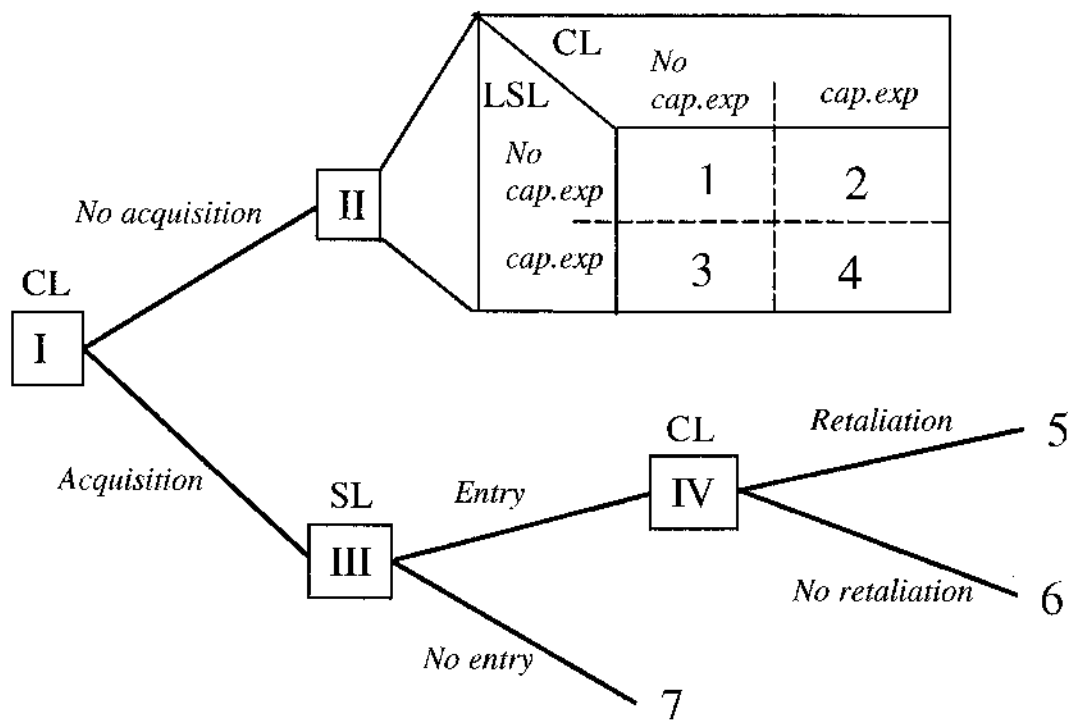 CL
No
cap.exp
cap.exp
LSL
No
cap.exp
1
2
cap.exp
3
4
No acquisition
II
CL
I
Acquisition
SL
III
Entry
CL
IV
Retaliation
5
No retaliation
6
No entry
7